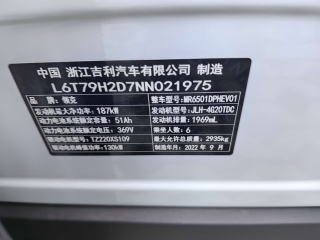 中国 浙江吉利汽车有限公司 制造
L6T79H2D7NN021975
品牌：领克 整车型号：MR6501DPHEV01
发动机最大净功率：187kW 发动机型号：JLH-4G20TDC
动力电池系统额定容量：51Ah 发动机排量：1969mL
动力电池系统额定电压：369V 乘坐人数：6
驱动电机型号：TZ220XS109 最大允许总质量：2935kg
驱动电机峰值功率：130kW 制造年月：2022 年 9 月